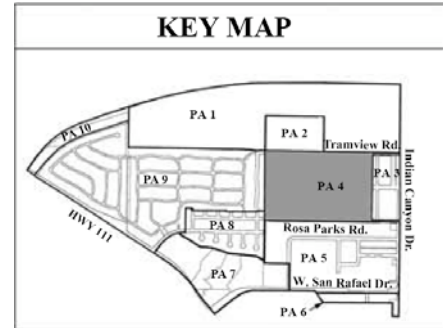 KEY MAP
PA 1
PA 10
PA 2
Tramview Rd.
PA 3
PA 9
PA 4
Indian Canyon Dr.
HWY 111
PA 8
Rosa Parks Rd.
PA 5
PA 7
W. San Rafael Dr.
PA 6